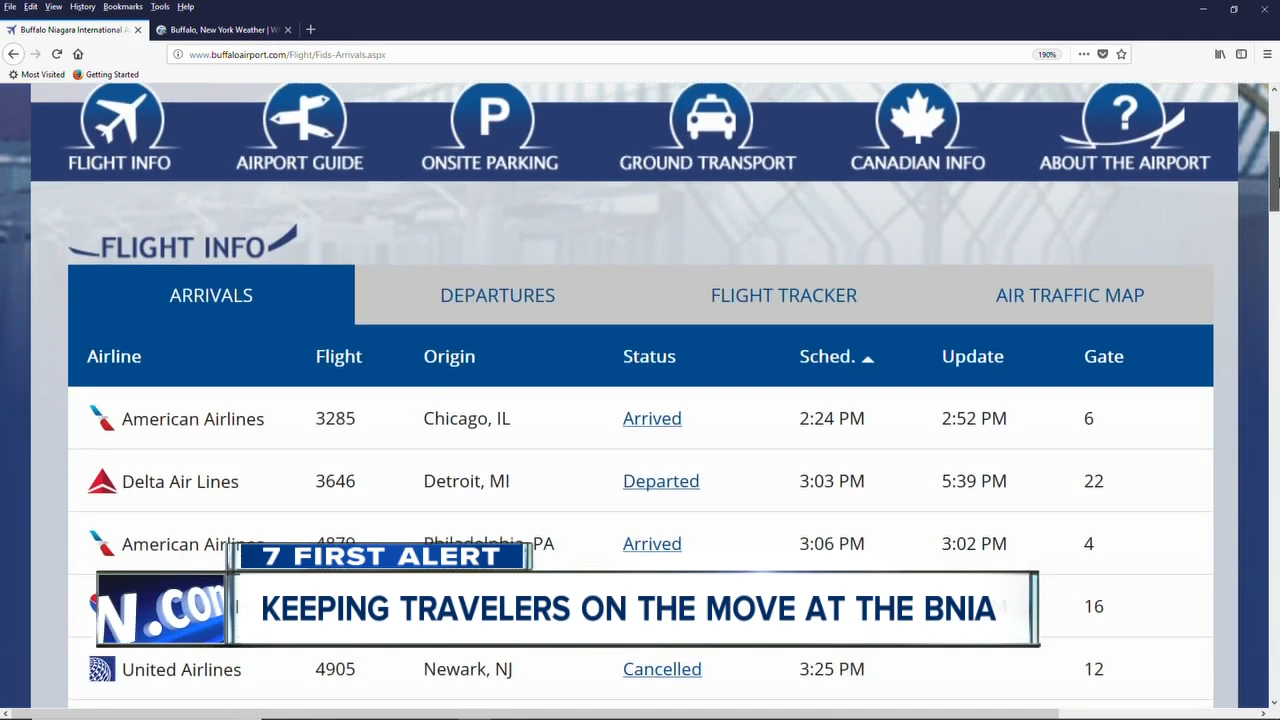 File Edit View History Bookmarks Tools Help
Buffalo Niagara International A
Buffalo, New York Weather | W
www.buffaloairport.com/Flight/Fids-Arrivals.aspx
190%
Most Visited Getting Started
FLIGHT INFO AIRPORT GUIDE P ONSITE PARKING GROUND TRANSPORT CANADIAN INFO ? ABOUT THE AIRPORT
FLIGHT INFO
ARRIVALS DEPARTURES FLIGHT TRACKER AIR TRAFFIC MAP
Airline Flight Origin Status Sched. Update Gate
American Airlines 3285 Chicago, IL Arrived 2:24 PM 2:52 PM 6
Delta Air Lines 3646 Detroit, MI Departed 3:03 PM 5:39 PM 22
American Airlines 4879 Philadelphia, PA Arrived 3:06 PM 3:02 PM 4
7 FIRST ALERT
N.com KEEPING TRAVELERS ON THE MOVE AT THE BNIA
16
United Airlines 4905 Newark, NJ Cancelled 3:25 PM 12